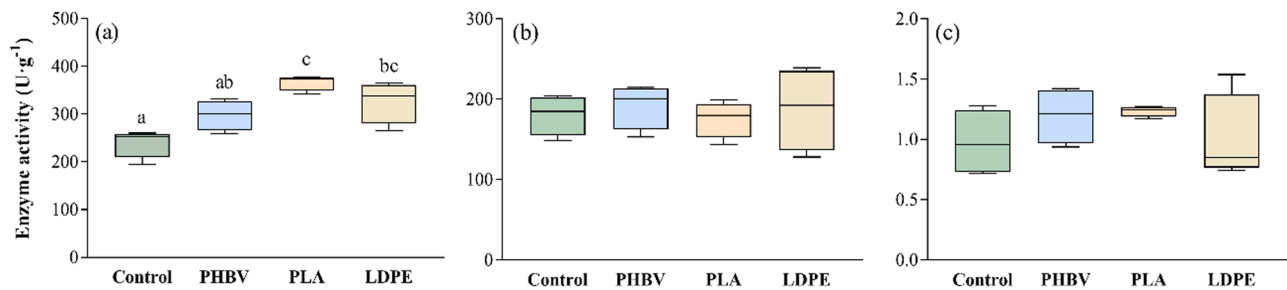 Enzyme activity (U·g⁻¹)
(a)
500
400
300
200
100
0
a
ab
c
bc
Control PHBV PLA LDPE
(b)
300
200
100
0
Control PHBV PLA LDPE
(c)
2.0
1.5
1.0
0.5
0.0
Control PHBV PLA LDPE